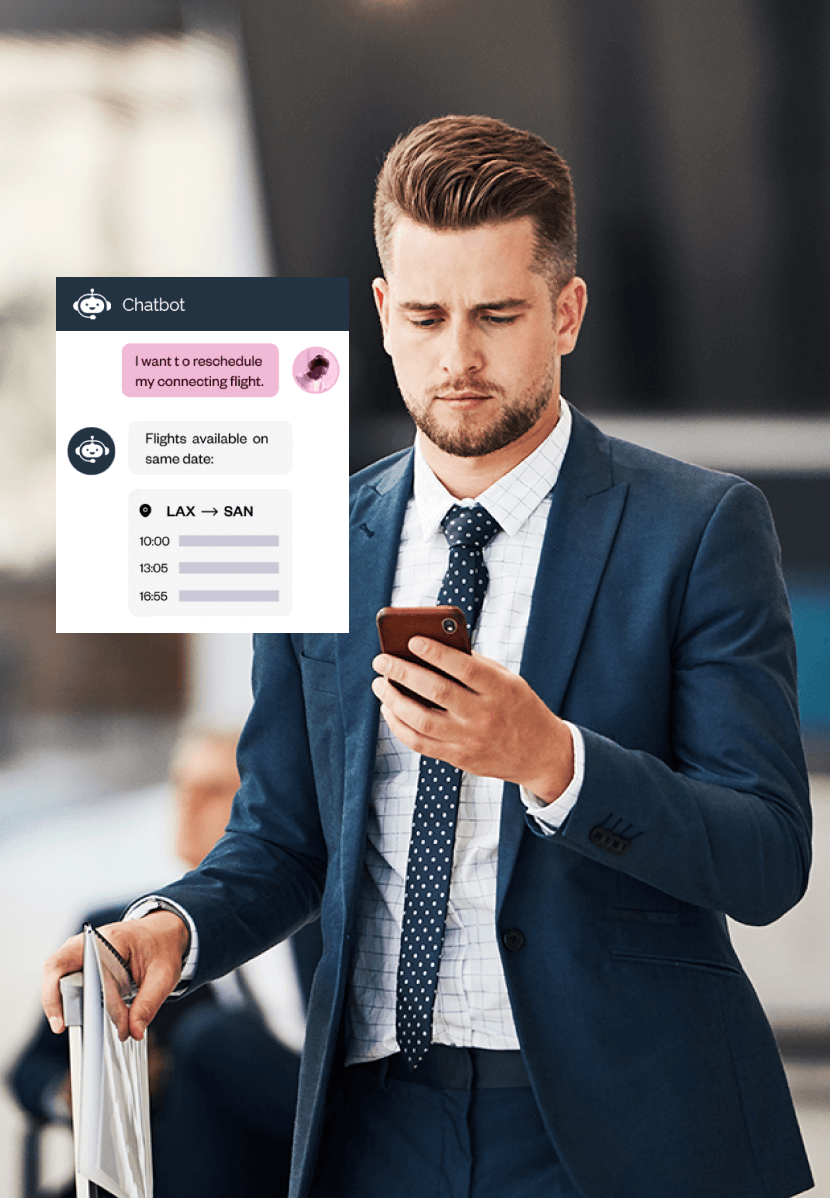 Chatbot
I want t o reschedule
my connecting flight.
Flights available on
same date:
LAX → SAN
10:00
13:05
16:55